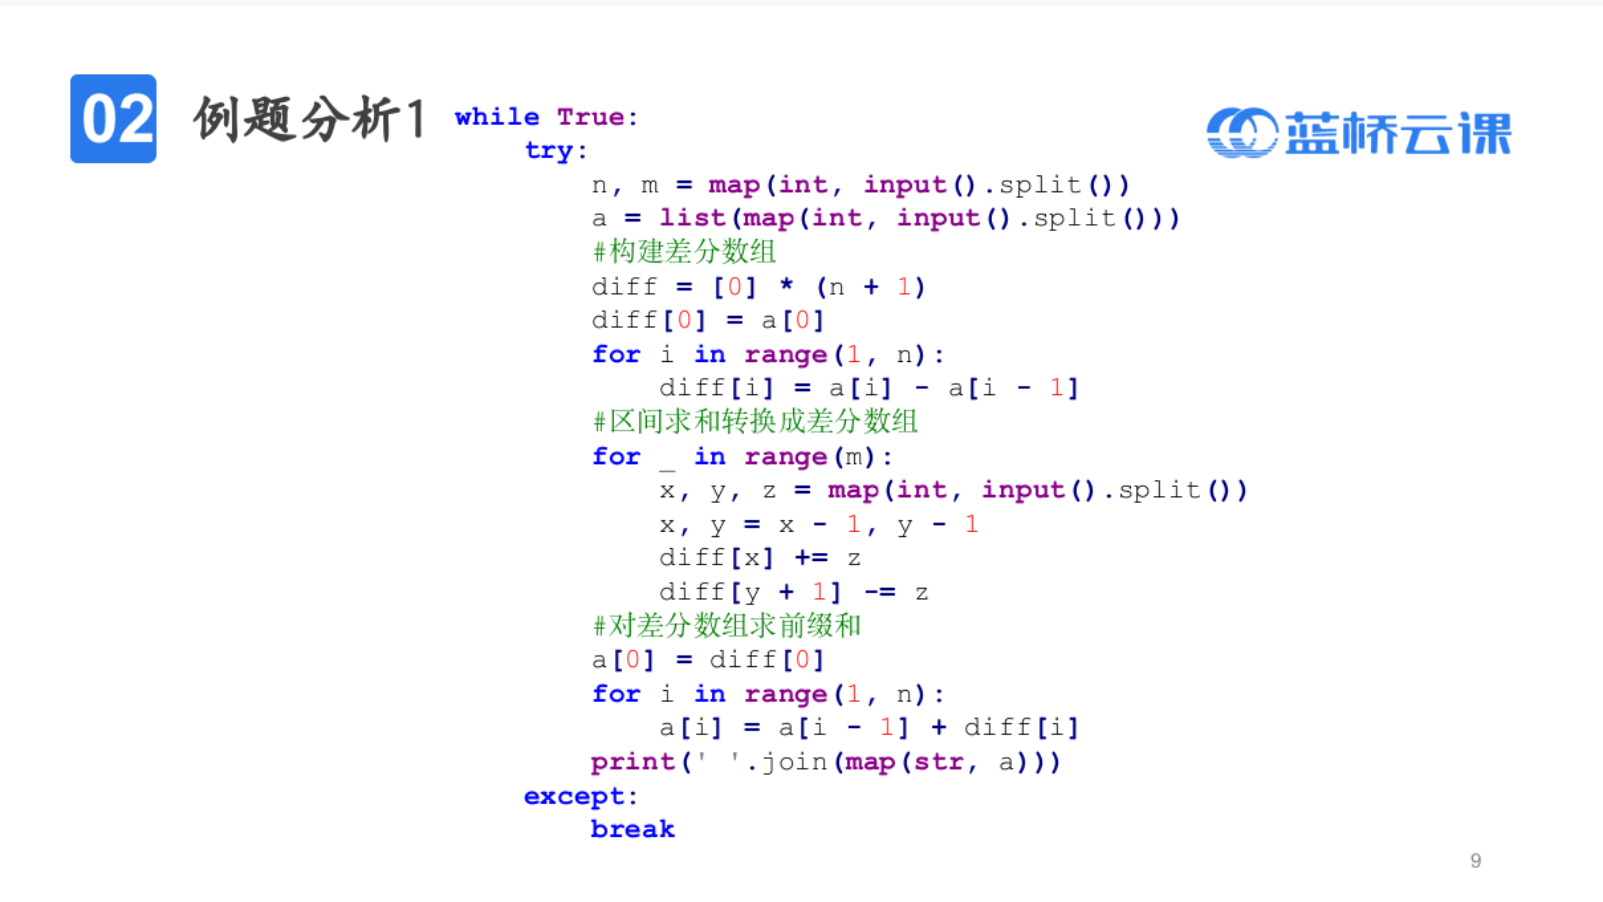 02 例题分析1
蓝桥云课
while True:
    try:
        n, m = map(int, input().split())
        a = list(map(int, input().split()))
        #构建差分数组
        diff = [0] * (n + 1)
        diff[0] = a[0]
        for i in range(1, n):
            diff[i] = a[i] - a[i - 1]
        #区间求和转换成差分数组
        for _ in range(m):
            x, y, z = map(int, input().split())
            x, y = x - 1, y - 1
            diff[x] += z
            diff[y + 1] -= z
        #对差分数组求前缀和
        a[0] = diff[0]
        for i in range(1, n):
            a[i] = a[i - 1] + diff[i]
        print(' '.join(map(str, a)))
    except:
        break
9